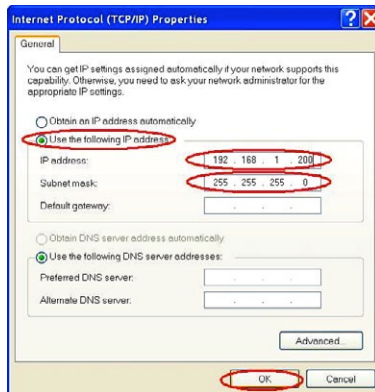 Internet Protocol (TCP/IP) Properties
General
You can get IP settings assigned automatically if your network supports this
capability. Otherwise, you need to ask your network administrator for the
appropriate IP settings.
Obtain an IP address automatically
Use the following IP address:
IP address: 192 . 168 . 1 . 200
Subnet mask: 255 . 255 . 255 . 0
Default gateway: . . .
Obtain DNS server address automatically
Use the following DNS server addresses:
Preferred DNS server: . . .
Alternate DNS server: . . .
Advanced...
OK Cancel